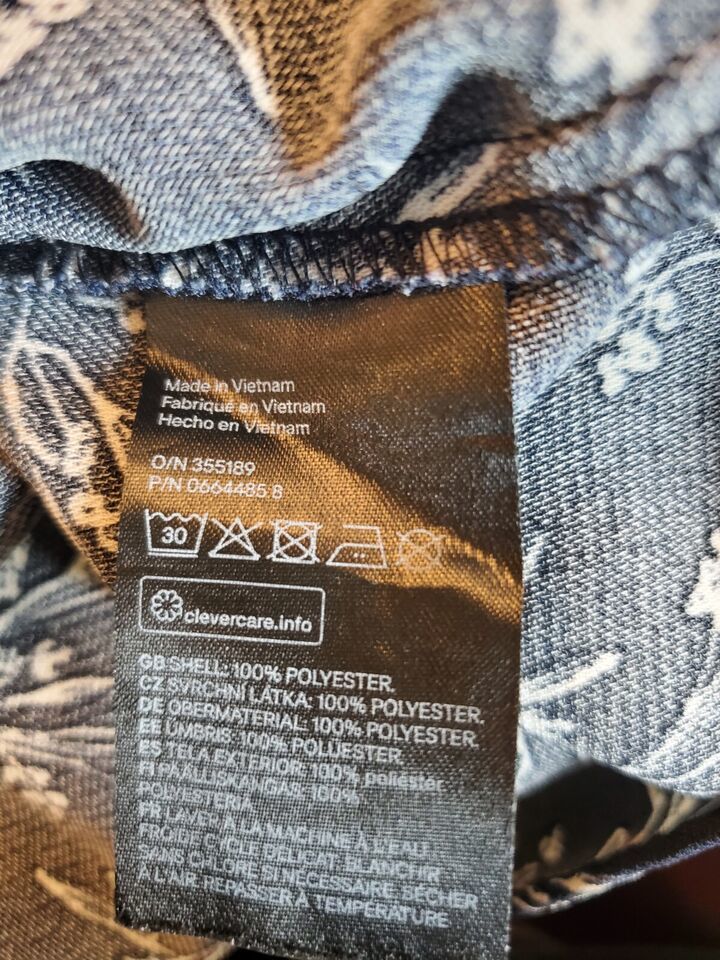 Made in Vietnam
Fabriqué en Vietnam
Hecho en Vietnam
O/N 355189
P/N 0664485 8
30
clevercare.info
GB SHELL: 100% POLYESTER.
CZ SVRCHNÍ LÁTKA: 100% POLYESTER.
DE OBERMATERIAL: 100% POLYESTER.
EE ÜMBRIS: 100% POLÜESTER.
ES TELA EXTERIOR: 100% poliéster
FI PÄÄLLISKANGAS: 100%
POLYESTERIA
FR LAVER À LA MACHINE À L'EAU
FROIDE CYCLE DÉLICAT, BLANCHIR
SANS CHLORE SI NÉCESSAIRE, SÉCHER
À L'AIR, REPASSER À TEMPÉRATURE